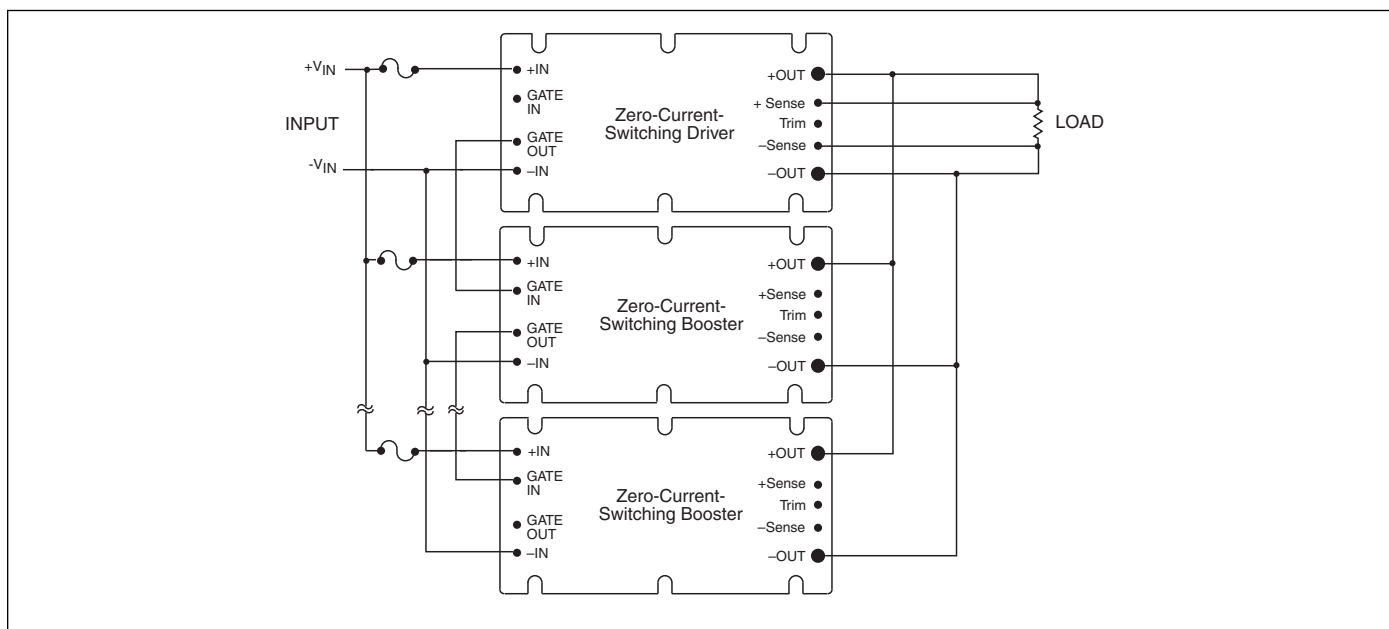 +VIN
INPUT
-VIN
+IN
GATE
IN
GATE
OUT
–IN
Zero-Current-
Switching Driver
+OUT
+ Sense
Trim
–Sense
–OUT
LOAD
+IN
GATE
IN
GATE
OUT
–IN
Zero-Current-
Switching Booster
+OUT
+Sense
Trim
–Sense
–OUT
+IN
GATE
IN
GATE
OUT
–IN
Zero-Current-
Switching Booster
+OUT
+Sense
Trim
–Sense
–OUT